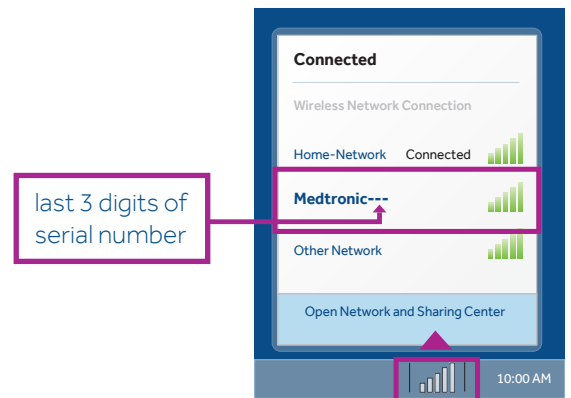 Connected
Wireless Network Connection
Home-Network Connected
Medtronic---
last 3 digits of
serial number
Other Network
Open Network and Sharing Center
10:00 AM